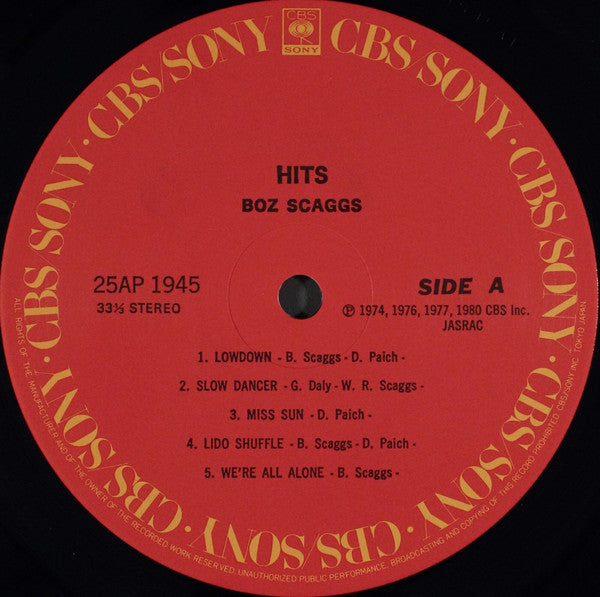 CBS
SONY
CBS/SONY · CBS/SONY · CBS/SONY · CBS/SONY · CBS/SONY · CBS/SONY · CBS/SONY · CBS/SONY
HITS
BOZ SCAGGS
25AP 1945
33⅓ STEREO
SIDE A
Ⓟ 1974, 1976, 1977, 1980 CBS Inc.
JASRAC
1. LOWDOWN - B. Scaggs - D. Paich -
2. SLOW DANCER - G. Daly - W. R. Scaggs -
3. MISS SUN - D. Paich -
4. LIDO SHUFFLE - B. Scaggs - D. Paich -
5. WE'RE ALL ALONE - B. Scaggs -
ALL RIGHTS OF THE MANUFACTURER AND OF THE OWNER OF THE RECORDED WORK RESERVED. UNAUTHORIZED PUBLIC PERFORMANCE, BROADCASTING AND COPYING OF THIS RECORD PROHIBITED CBS/SONY INC. TOKYO JAPAN